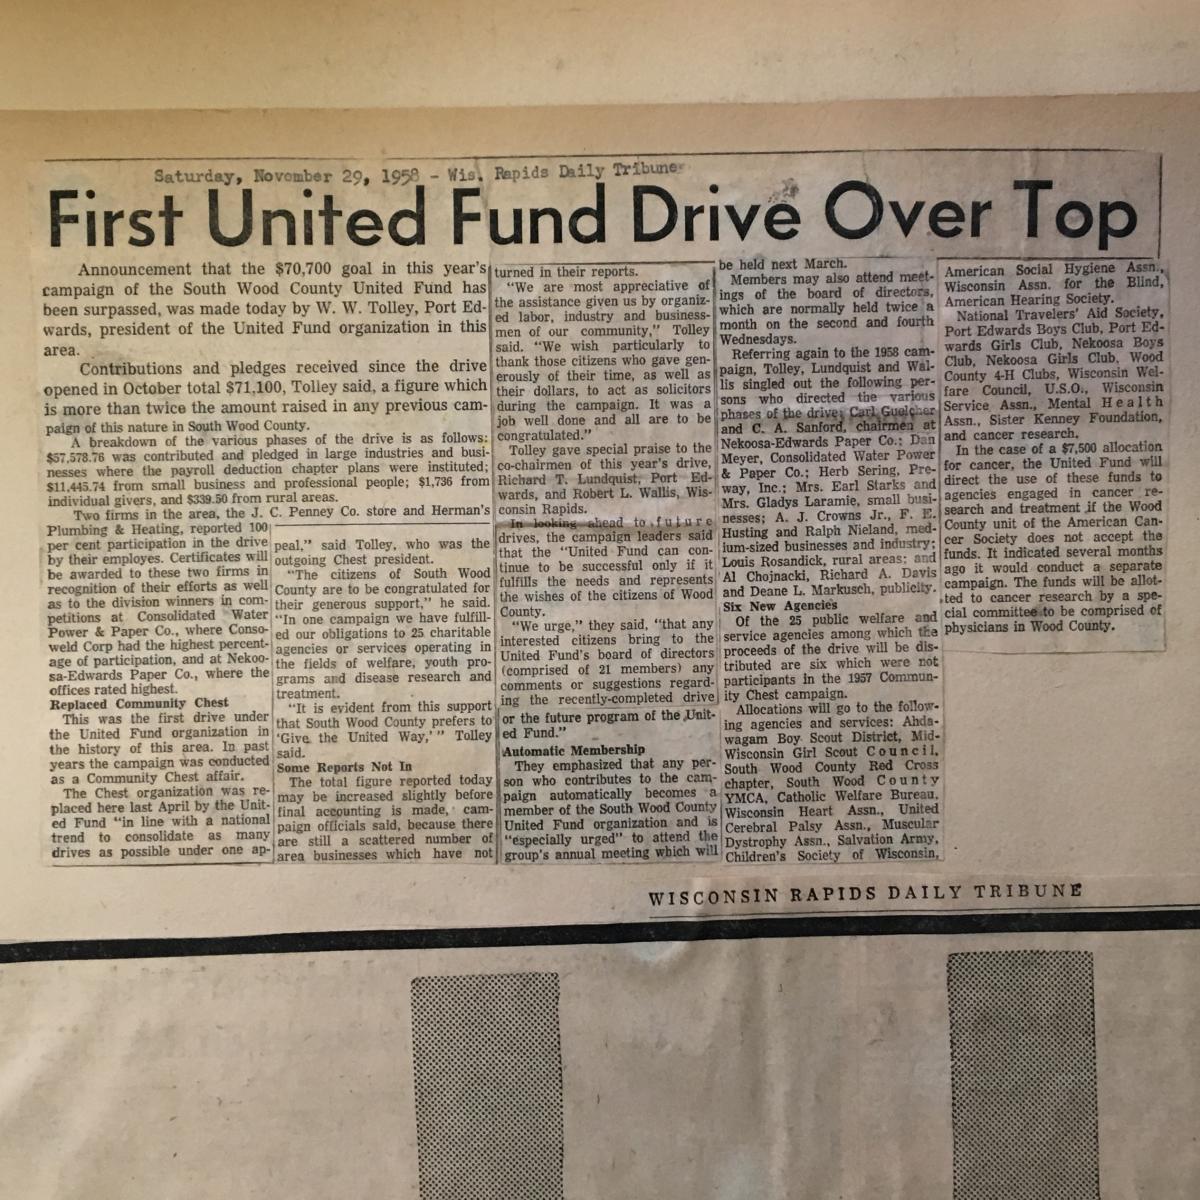 Saturday, November 29, 1958 - Wis. Rapids Daily Tribune
First United Fund Drive Over Top
Announcement that the $70,700 goal in this year's
campaign of the South Wood County United Fund has
been surpassed, was made today by W. W. Tolley, Port Ed-
wards, president of the United Fund organization in this
area.
Contributions and pledges received since the drive
opened in October total $71,100, Tolley said, a figure which
is more than twice the amount raised in any previous cam-
paign of this nature in South Wood County.
A breakdown of the various phases of the drive is as follows:
$57,578.76 was contributed and pledged in large industries and busi-
nesses where the payroll deduction chapter plans were instituted;
$11,445.74 from small business and professional people; $1,736 from
individual givers, and $339.50 from rural areas.
Two firms in the area, the J. C. Penney Co. store and Herman's
Plumbing & Heating, reported 100
per cent participation in the drive
by their employes. Certificates will
be awarded to these two firms in
recognition of their efforts as well
as to the division winners in com-
petitions at Consolidated Water
Power & Paper Co., where Conso-
weld Corp had the highest percent-
age of participation, and at Nekoo-
sa-Edwards Paper Co., where the
offices rated highest.
Replaced Community Chest
This was the first drive under
the United Fund organization in
the history of this area. In past
years the campaign was conducted
as a Community Chest affair.
The Chest organization was re-
placed here last April by the Unit-
ed Fund "in line with a national
trend to consolidate as many
drives as possible under one ap-
peal," said Tolley, who was the
outgoing Chest president.
"The citizens of South Wood
County are to be congratulated for
their generous support," he said.
"In one campaign we have fulfill-
ed our obligations to 25 charitable
agencies or services operating in
the fields of welfare, youth pro-
grams and disease research and
treatment.
"It is evident from this support
that South Wood County prefers to
'Give the United Way,'" Tolley
said.
Some Reports Not In
The total figure reported today
may be increased slightly before
final accounting is made, cam-
paign officials said, because there
are still a scattered number of
area businesses which have not
turned in their reports.
"We are most appreciative of
the assistance given us by organiz-
ed labor, industry and business-
men of our community," Tolley
said. "We wish particularly to
thank those citizens who gave gen-
erously of their time, as well as
their dollars, to act as solicitors
during the campaign. It was a
job well done and all are to be
congratulated."
Tolley gave special praise to the
co-chairmen of this year's drive,
Richard T. Lundquist, Port Ed-
wards, and Robert L. Wallis, Wis-
consin Rapids.
In looking ahead to future
drives, the campaign leaders said
that the "United Fund can con-
tinue to be successful only if it
fulfills the needs and represents
the wishes of the citizens of Wood
County.
"We urge," they said, "that any
interested citizens bring to the
United Fund's board of directors
(comprised of 21 members) any
comments or suggestions regard-
ing the recently-completed drive
or the future program of the Unit-
ed Fund."
Automatic Membership
They emphasized that any per-
son who contributes to the cam-
paign automatically becomes a
member of the South Wood County
United Fund organization and is
"especially urged" to attend the
group's annual meeting which will
be held next March.
Members may also attend meet-
ings of the board of directors,
which are normally held twice a
month on the second and fourth
Wednesdays.
Referring again to the 1958 cam-
paign, Tolley, Lundquist and Wal-
lis singled out the following per-
sons who directed the various
phases of the drive; Carl Guelcher
and C. A. Sanford, chairmen at
Nekoosa-Edwards Paper Co.; Dan
Meyer, Consolidated Water Power
& Paper Co.; Herb Sering, Pre-
way, Inc.; Mrs. Earl Starks and
Mrs. Gladys Laramie, small busi-
nesses; A. J. Crowns Jr., F. E.
Husting and Ralph Nieland, med-
ium-sized businesses and industry;
Louis Rosandick, rural areas; and
Al Chojnacki, Richard A. Davis
and Deane L. Markusch, publicity.
Six New Agencies
Of the 25 public welfare and
service agencies among which the
proceeds of the drive will be dis-
tributed are six which were not
participants in the 1957 Commun-
ity Chest campaign.
Allocations will go to the follow-
ing agencies and services: Ahda-
wagam Boy Scout District, Mid-
Wisconsin Girl Scout Council,
South Wood County Red Cross
chapter, South Wood County
YMCA, Catholic Welfare Bureau,
Wisconsin Heart Assn., United
Cerebral Palsy Assn., Muscular
Dystrophy Assn., Salvation Army,
Children's Society of Wisconsin,
American Social Hygiene Assn.,
Wisconsin Assn. for the Blind,
American Hearing Society.
National Travelers' Aid Society,
Port Edwards Boys Club, Port Ed-
wards Girls Club, Nekoosa Boys
Club, Nekoosa Girls Club, Wood
County 4-H Clubs, Wisconsin Wel-
fare Council, U.S.O., Wisconsin
Service Assn., Mental Health
Assn., Sister Kenney Foundation,
and cancer research.
In the case of a $7,500 allocation
for cancer, the United Fund will
direct the use of these funds to
agencies engaged in cancer re-
search and treatment if the Wood
County unit of the American Can-
cer Society does not accept the
funds. It indicated several months
ago it would conduct a separate
campaign. The funds will be allot-
ted to cancer research by a spe-
cial committee to be comprised of
physicians in Wood County.
WISCONSIN RAPIDS DAILY TRIBUNE